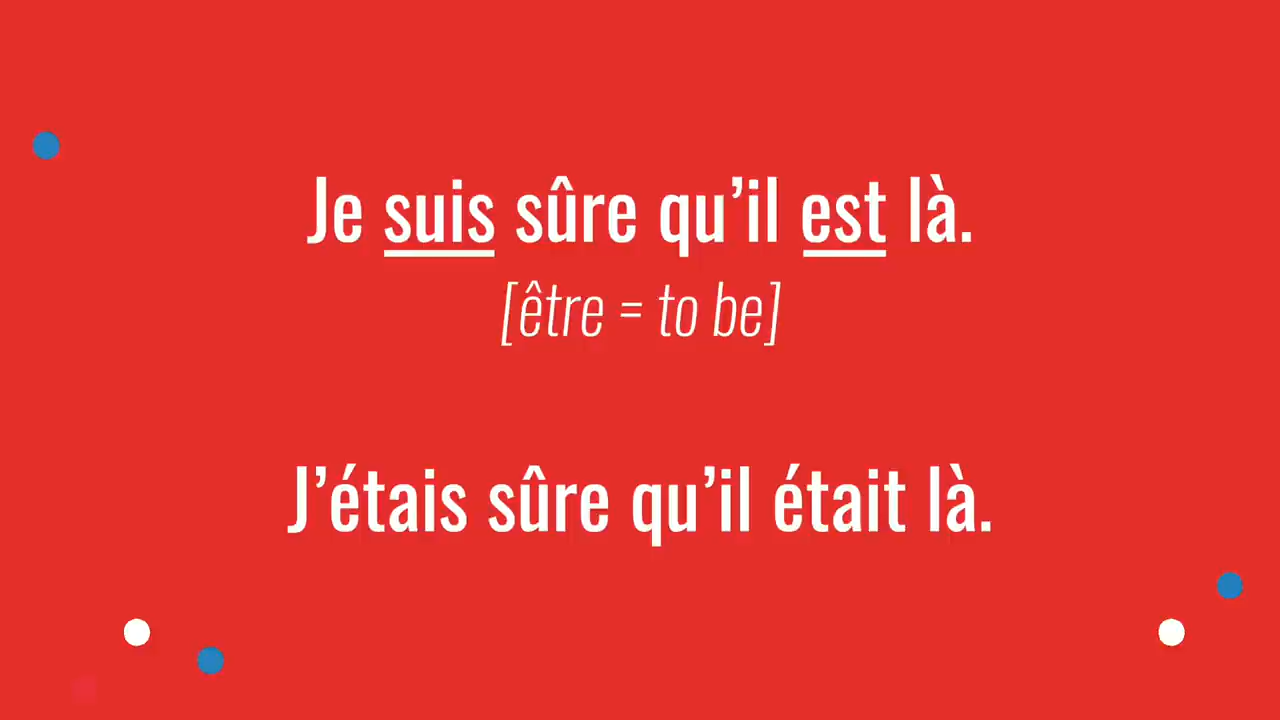 Je suis sûre qu’il est là.
[être = to be]
J’étais sûre qu’il était là.